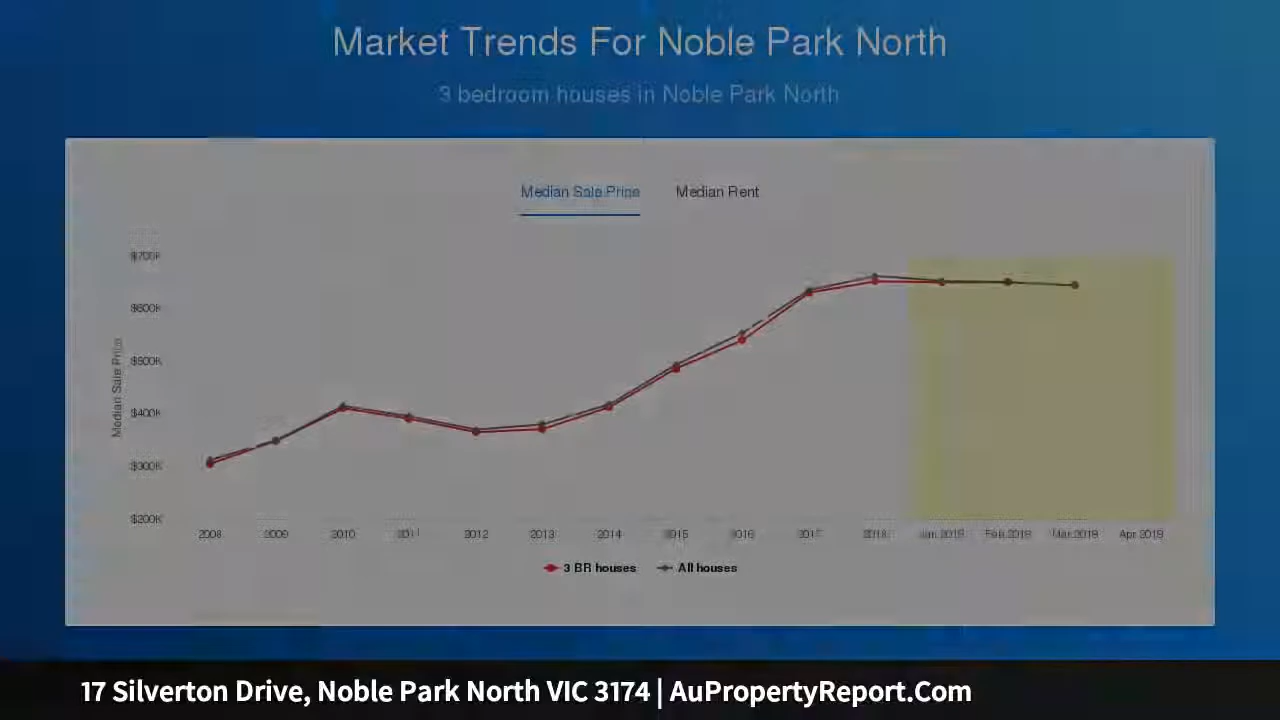 Market Trends For Noble Park North
3 bedroom houses in Noble Park North
Median Sale Price Median Rent
Median Sale Price
$700K
$600K
$500K
$400K
$300K
$200K
2008 2009 2010 2011 2012 2013 2014 2015 2016 2017 2018 Jan 2019 Feb 2019 Mar 2019 Apr 2019
3 BR houses All houses
17 Silverton Drive, Noble Park North VIC 3174 | AuPropertyReport.Com